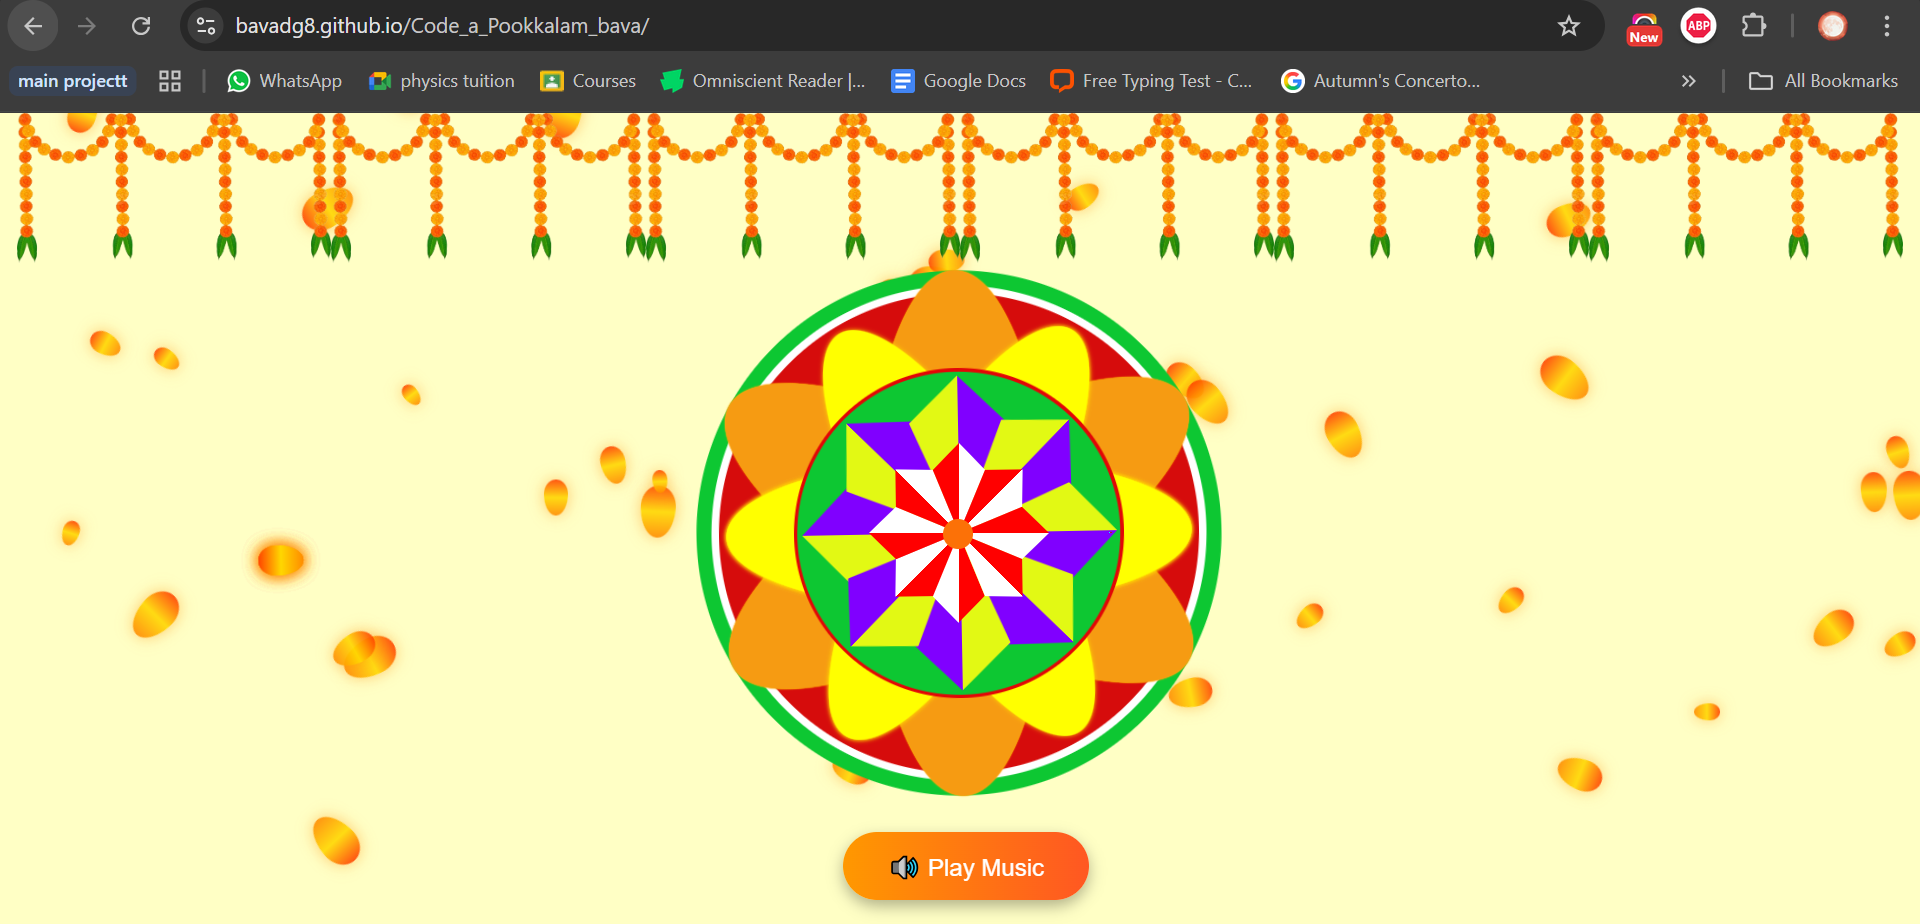 bavadg8.github.io/Code_a_Pookkalam_bava/
New
ABP
main projectt WhatsApp physics tuition Courses Omniscient Reader |... Google Docs Free Typing Test - C... Autumn's Concerto... » All Bookmarks
Play Music